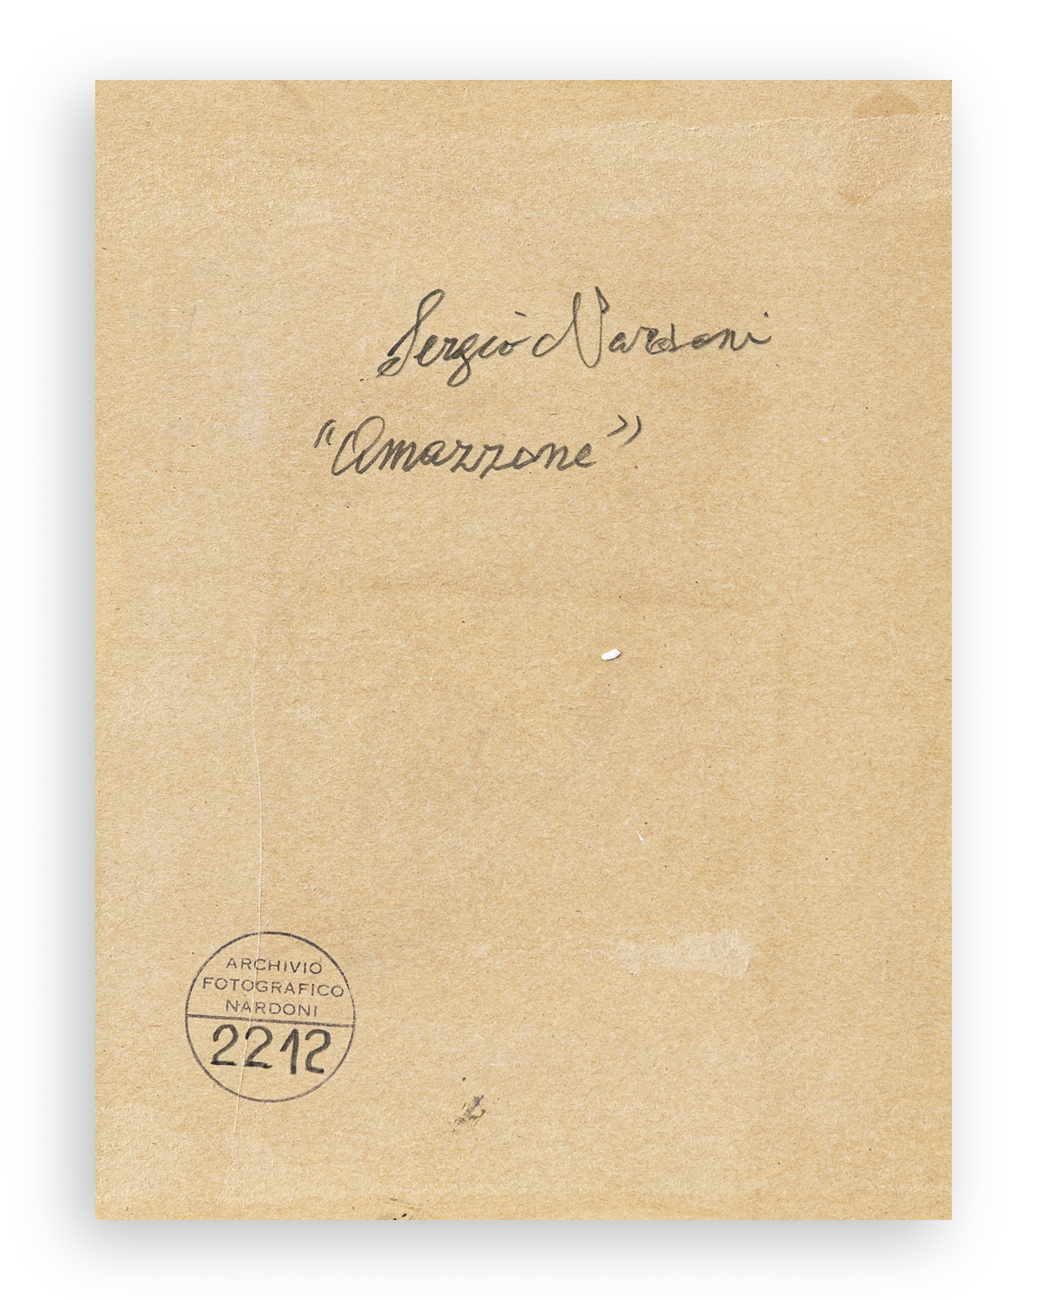 Sergio Nardoni
“Amazzone”
ARCHIVIO
FOTOGRAFICO
NARDONI
2212